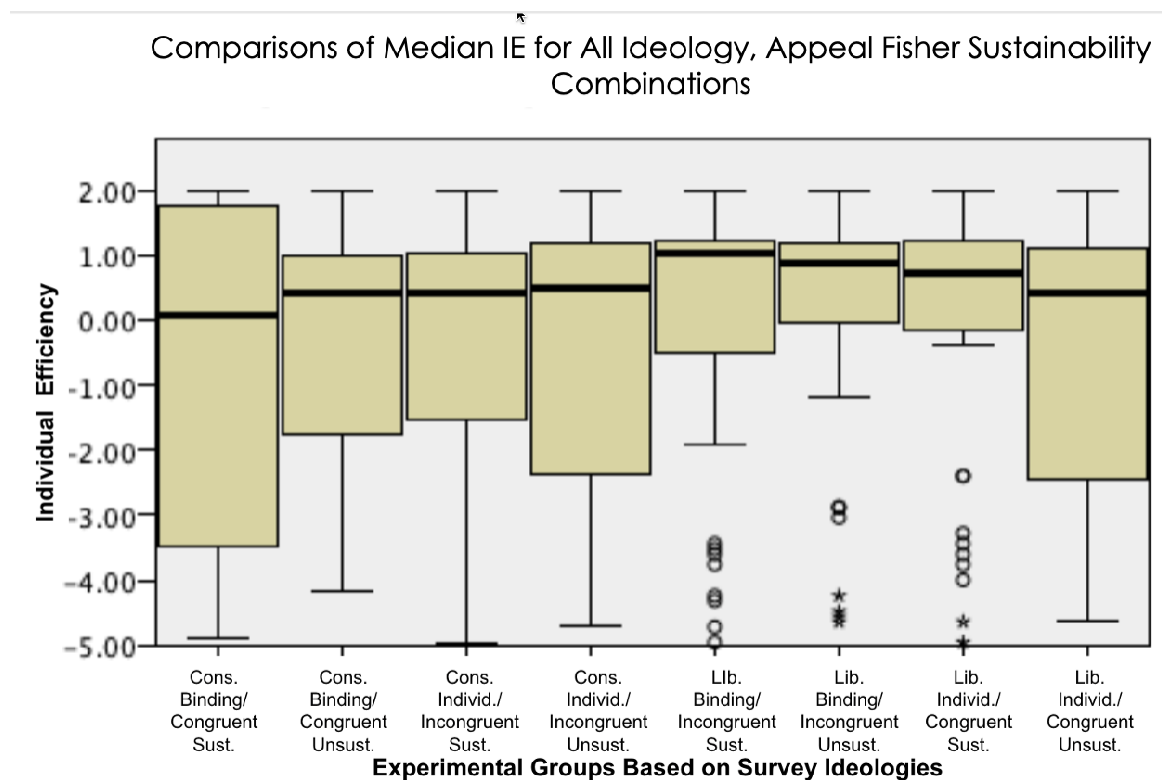 Comparisons of Median IE for All Ideology, Appeal Fisher Sustainability
Combinations
Individual Efficiency
2.00
1.00
0.00
-1.00
-2.00
-3.00
-4.00
-5.00
Cons.
Binding/
Congruent
Sust.
Cons.
Binding/
Congruent
Unsust.
Cons.
Individ./
Incongruent
Sust.
Cons.
Individ./
Incongruent
Unsust.
LIb.
Binding/
Incongruent
Sust.
Lib.
Binding/
Incongruent
Unsust.
Lib.
Individ./
Congruent
Sust.
Lib.
Individ./
Congruent
Unsust.
Experimental Groups Based on Survey Ideologies